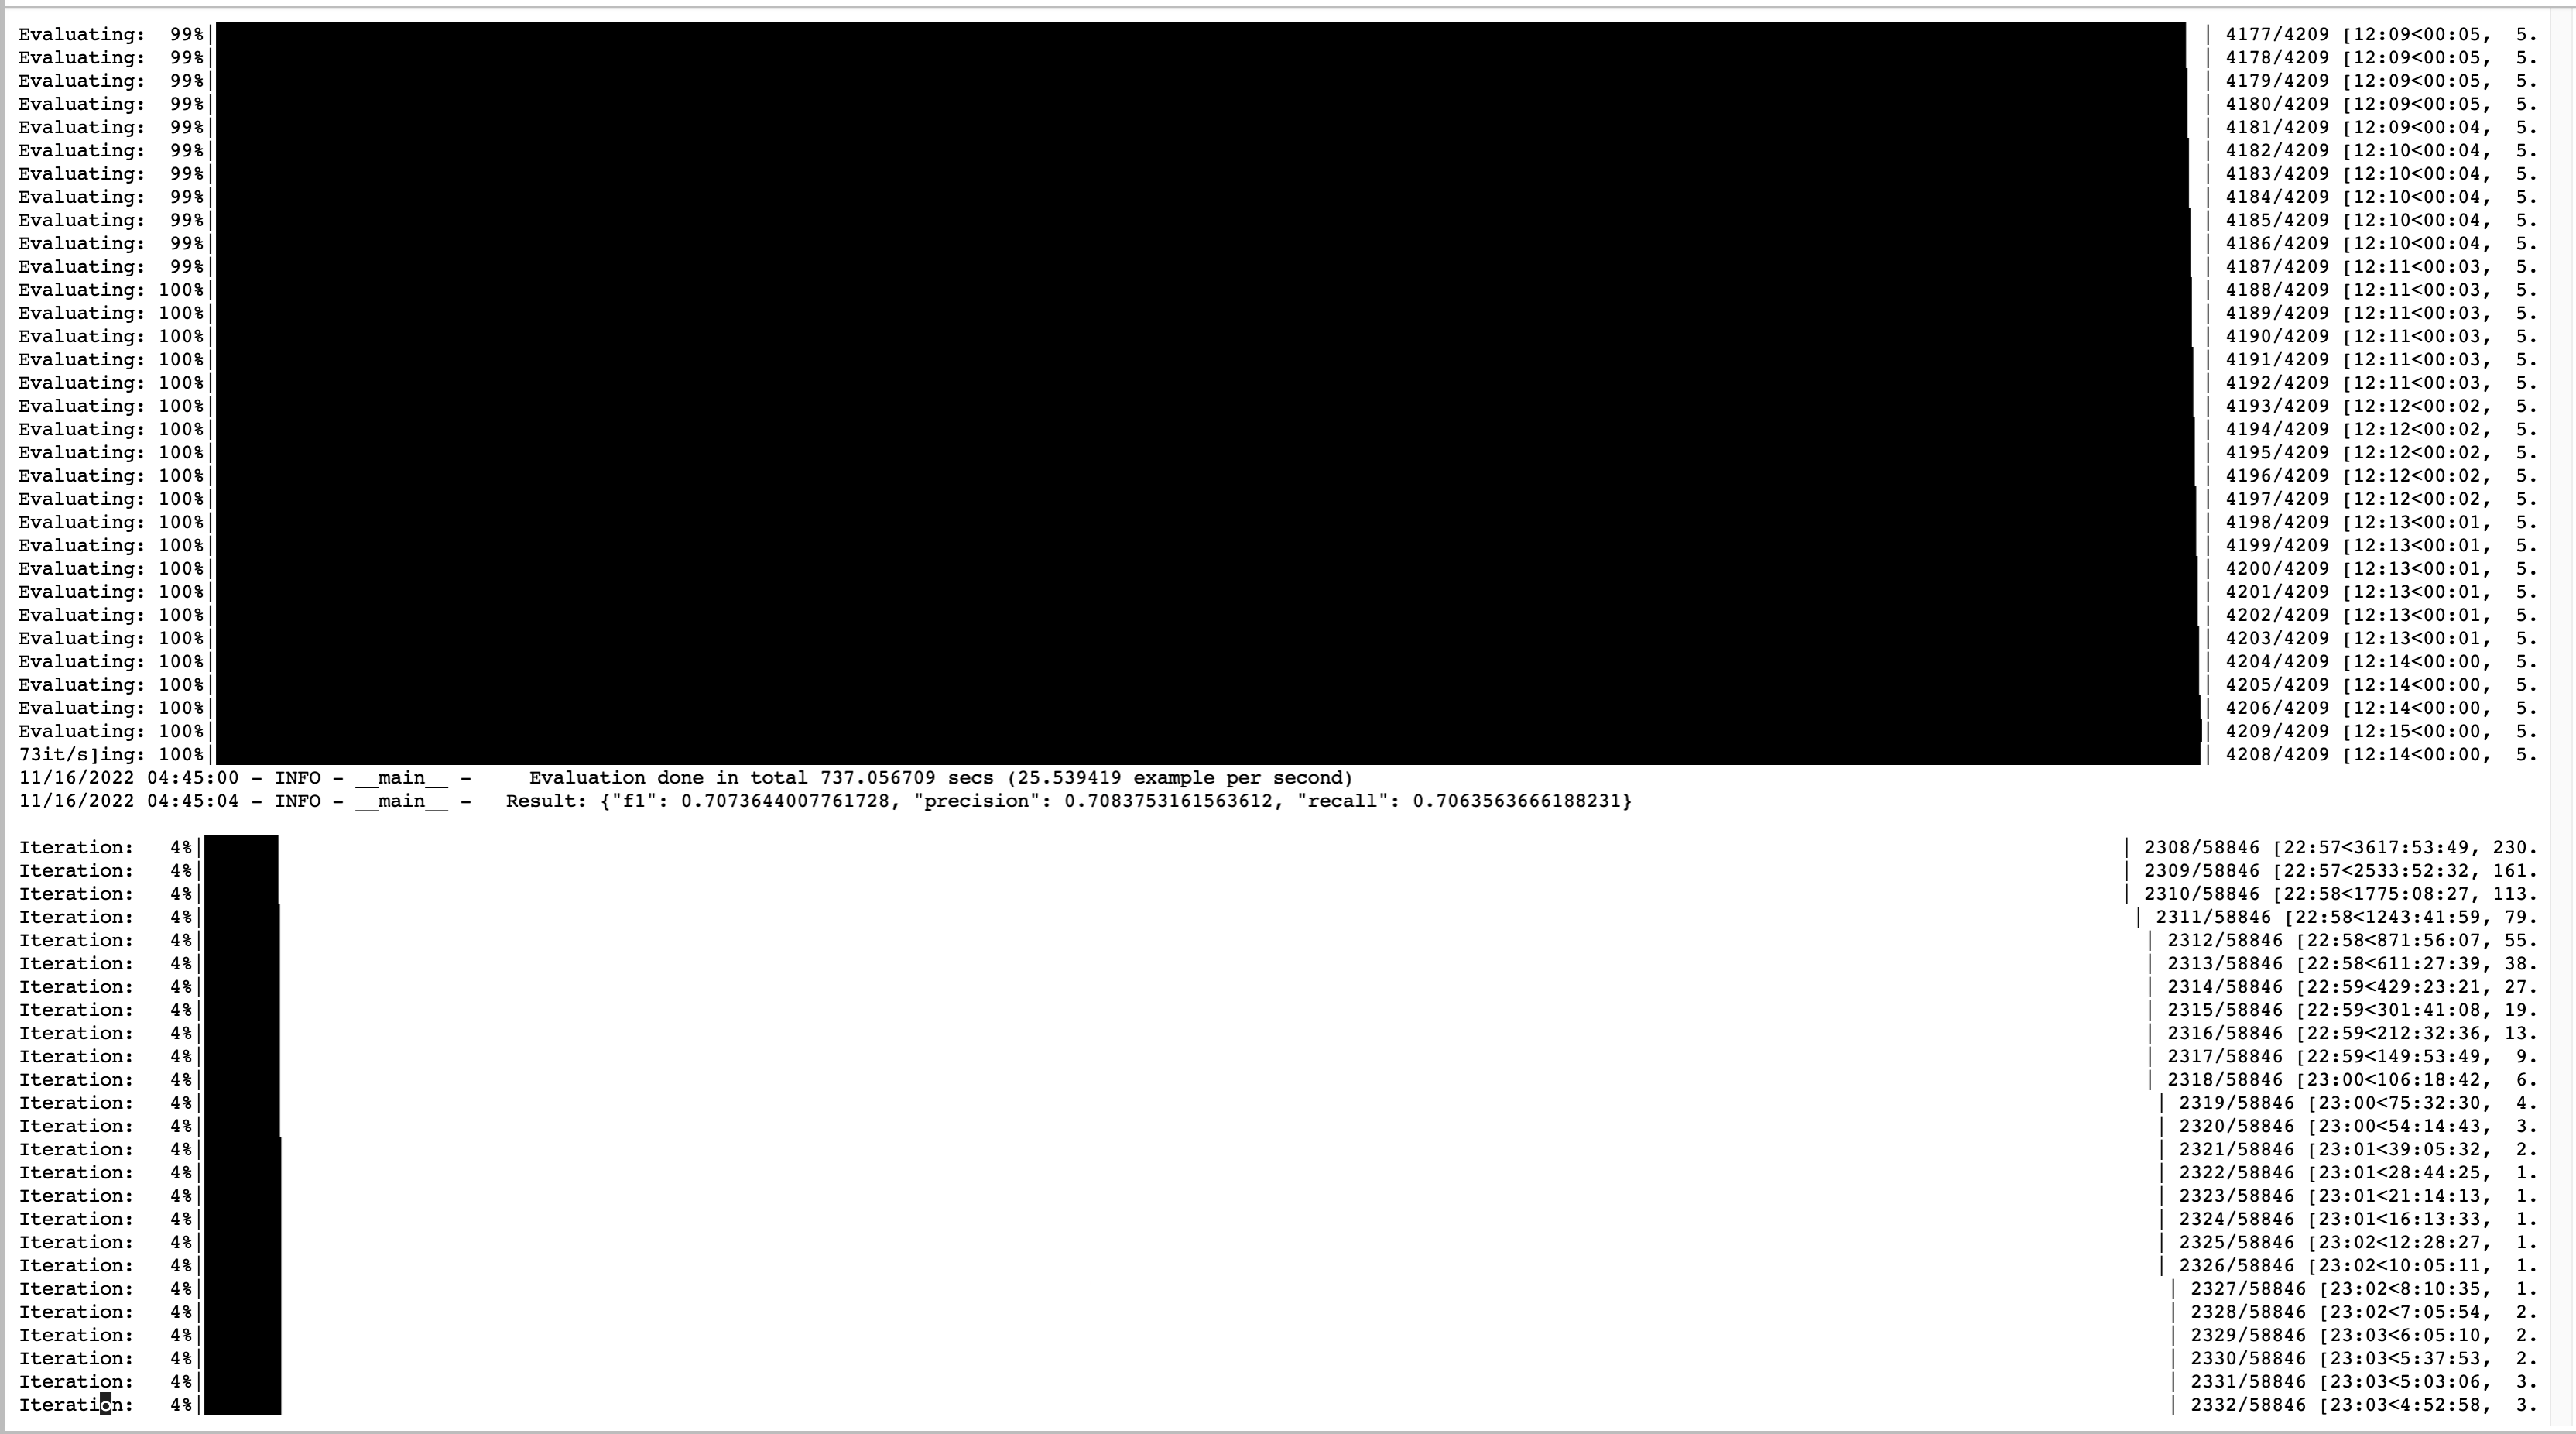 Evaluating:  99%| | 4177/4209 [12:09<00:05,  5.
Evaluating:  99%| | 4178/4209 [12:09<00:05,  5.
Evaluating:  99%| | 4179/4209 [12:09<00:05,  5.
Evaluating:  99%| | 4180/4209 [12:09<00:05,  5.
Evaluating:  99%| | 4181/4209 [12:09<00:04,  5.
Evaluating:  99%| | 4182/4209 [12:10<00:04,  5.
Evaluating:  99%| | 4183/4209 [12:10<00:04,  5.
Evaluating:  99%| | 4184/4209 [12:10<00:04,  5.
Evaluating:  99%| | 4185/4209 [12:10<00:04,  5.
Evaluating:  99%| | 4186/4209 [12:10<00:04,  5.
Evaluating:  99%| | 4187/4209 [12:11<00:03,  5.
Evaluating: 100%| | 4188/4209 [12:11<00:03,  5.
Evaluating: 100%| | 4189/4209 [12:11<00:03,  5.
Evaluating: 100%| | 4190/4209 [12:11<00:03,  5.
Evaluating: 100%| | 4191/4209 [12:11<00:03,  5.
Evaluating: 100%| | 4192/4209 [12:11<00:03,  5.
Evaluating: 100%| | 4193/4209 [12:12<00:02,  5.
Evaluating: 100%| | 4194/4209 [12:12<00:02,  5.
Evaluating: 100%| | 4195/4209 [12:12<00:02,  5.
Evaluating: 100%| | 4196/4209 [12:12<00:02,  5.
Evaluating: 100%| | 4197/4209 [12:12<00:02,  5.
Evaluating: 100%| | 4198/4209 [12:13<00:01,  5.
Evaluating: 100%| | 4199/4209 [12:13<00:01,  5.
Evaluating: 100%| | 4200/4209 [12:13<00:01,  5.
Evaluating: 100%| | 4201/4209 [12:13<00:01,  5.
Evaluating: 100%| | 4202/4209 [12:13<00:01,  5.
Evaluating: 100%| | 4203/4209 [12:13<00:01,  5.
Evaluating: 100%| | 4204/4209 [12:14<00:00,  5.
Evaluating: 100%| | 4205/4209 [12:14<00:00,  5.
Evaluating: 100%| | 4206/4209 [12:14<00:00,  5.
Evaluating: 100%| | 4209/4209 [12:15<00:00,  5.
73it/s]ing: 100%| | 4208/4209 [12:14<00:00,  5.
11/16/2022 04:45:00 - INFO - __main__ -     Evaluation done in total 737.056709 secs (25.539419 example per second)
11/16/2022 04:45:04 - INFO - __main__ -   Result: {"f1": 0.7073644007761728, "precision": 0.7083753161563612, "recall": 0.7063563666188231}
Iteration:   4%| | 2308/58846 [22:57<3617:53:49, 230.
Iteration:   4%| | 2309/58846 [22:57<2533:52:32, 161.
Iteration:   4%| | 2310/58846 [22:58<1775:08:27, 113.
Iteration:   4%| | 2311/58846 [22:58<1243:41:59, 79.
Iteration:   4%| | 2312/58846 [22:58<871:56:07, 55.
Iteration:   4%| | 2313/58846 [22:58<611:27:39, 38.
Iteration:   4%| | 2314/58846 [22:59<429:23:21, 27.
Iteration:   4%| | 2315/58846 [22:59<301:41:08, 19.
Iteration:   4%| | 2316/58846 [22:59<212:32:36, 13.
Iteration:   4%| | 2317/58846 [22:59<149:53:49,  9.
Iteration:   4%| | 2318/58846 [23:00<106:18:42,  6.
Iteration:   4%| | 2319/58846 [23:00<75:32:30,  4.
Iteration:   4%| | 2320/58846 [23:00<54:14:43,  3.
Iteration:   4%| | 2321/58846 [23:01<39:05:32,  2.
Iteration:   4%| | 2322/58846 [23:01<28:44:25,  1.
Iteration:   4%| | 2323/58846 [23:01<21:14:13,  1.
Iteration:   4%| | 2324/58846 [23:01<16:13:33,  1.
Iteration:   4%| | 2325/58846 [23:02<12:28:27,  1.
Iteration:   4%| | 2326/58846 [23:02<10:05:11,  1.
Iteration:   4%| | 2327/58846 [23:02<8:10:35,  1.
Iteration:   4%| | 2328/58846 [23:02<7:05:54,  2.
Iteration:   4%| | 2329/58846 [23:03<6:05:10,  2.
Iteration:   4%| | 2330/58846 [23:03<5:37:53,  2.
Iteration:   4%| | 2331/58846 [23:03<5:03:06,  3.
Iteration:   4%| | 2332/58846 [23:03<4:52:58,  3.